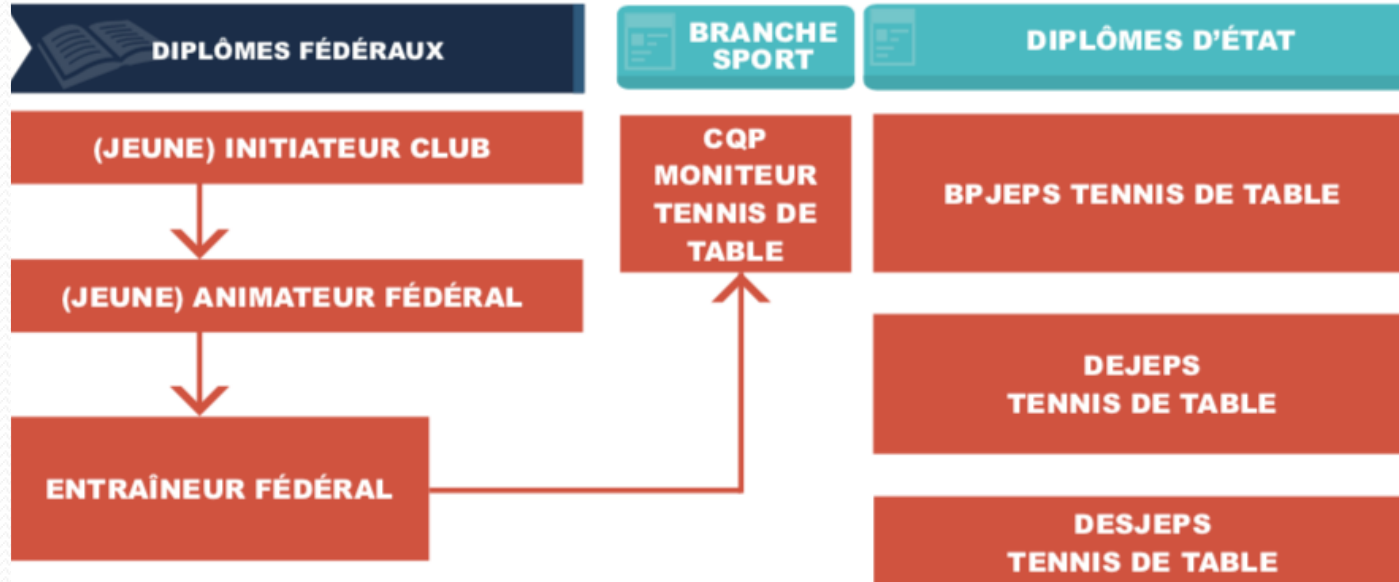 DIPLÔMES FÉDÉRAUX
BRANCHE
SPORT
DIPLÔMES D'ÉTAT
(JEUNE) INITIATEUR CLUB
(JEUNE) ANIMATEUR FÉDÉRAL
ENTRAÎNEUR FÉDÉRAL
CQP
MONITEUR
TENNIS DE
TABLE
BPJEPS TENNIS DE TABLE
DEJEPS
TENNIS DE TABLE
DESJEPS
TENNIS DE TABLE